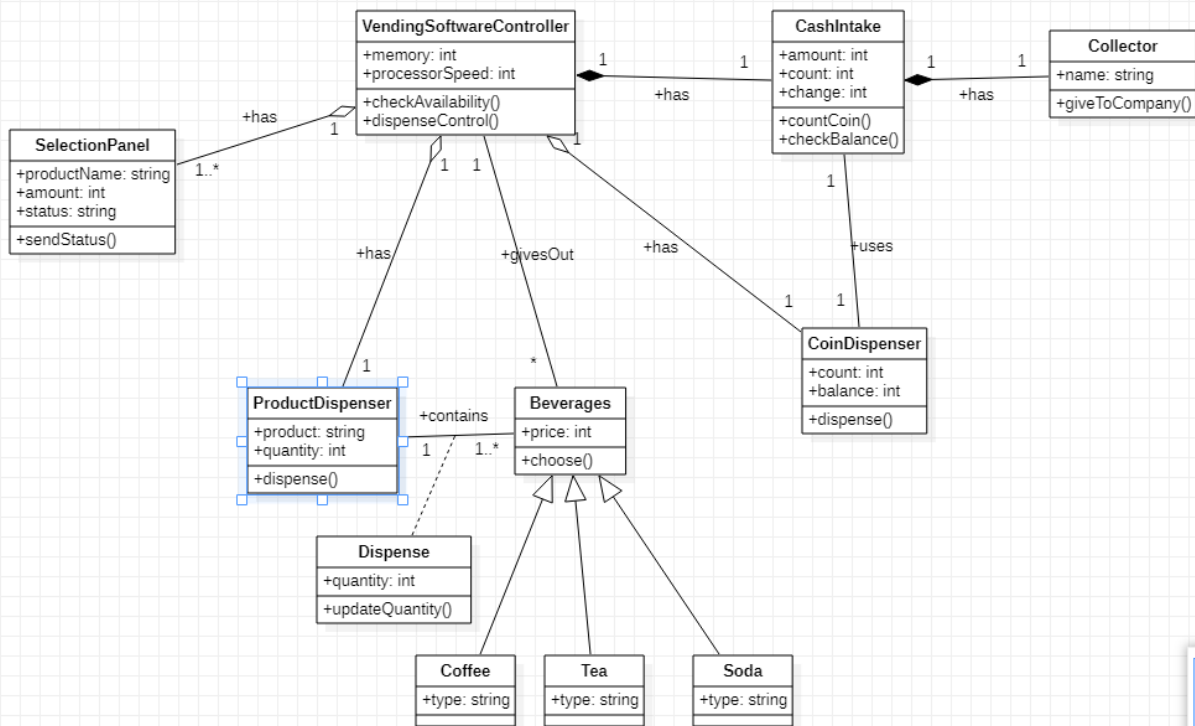 VendingSoftwareController
+memory: int
+processorSpeed: int
+checkAvailability()
+dispenseControl()
CashIntake
+amount: int
+count: int
+change: int
+countCoin()
+checkBalance()
Collector
+name: string
+giveToCompany()
1
1
+has
1
1
+has
+has
1
1..*
SelectionPanel
+productName: string
+amount: int
+status: string
+sendStatus()
1
1
1
1
+has
+givesOut
+has
+uses
1
*
1
1
CoinDispenser
+count: int
+balance: int
+dispense()
ProductDispenser
+product: string
+quantity: int
+dispense()
+contains
1
1..*
Beverages
+price: int
+choose()
Dispense
+quantity: int
+updateQuantity()
Coffee
+type: string
Tea
+type: string
Soda
+type: string